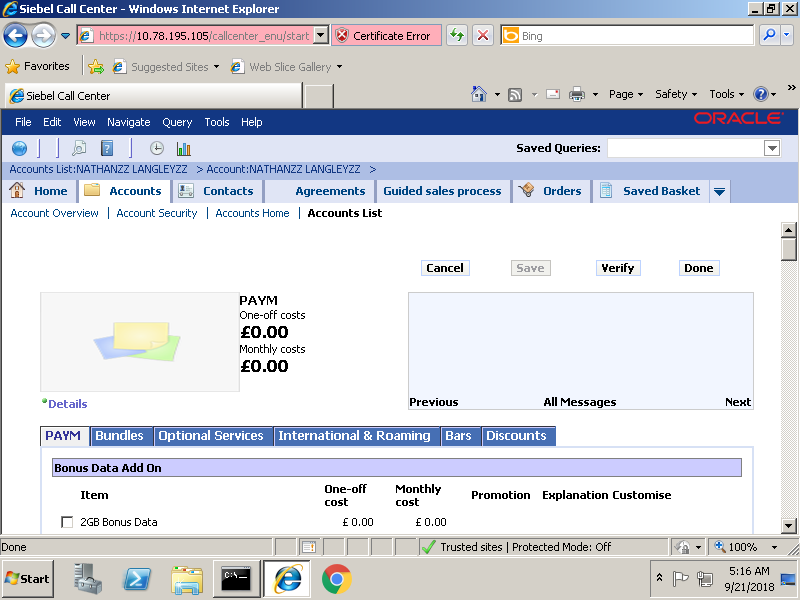 Siebel Call Center - Windows Internet Explorer
https://10.78.195.105/callcenter_enu/start
Certificate Error
Bing
Favorites
Suggested Sites
Web Slice Gallery
Siebel Call Center
Page
Safety
Tools
»
File Edit View Navigate Query Tools Help
ORACLE
Saved Queries:
Accounts List:NATHANZZ LANGLEYZZ > Account:NATHANZZ LANGLEYZZ >
Home
Accounts
Contacts
Agreements
Guided sales process
Orders
Saved Basket
Account Overview | Account Security | Accounts Home | Accounts List
Cancel
Save
Verify
Done
PAYM
One-off costs
£0.00
Monthly costs
£0.00
Previous
All Messages
Next
Details
PAYM
Bundles
Optional Services
International & Roaming
Bars
Discounts
Bonus Data Add On
Item
One-off cost
Monthly cost
Promotion
Explanation
Customise
2GB Bonus Data
£ 0.00
£ 0.00
Done
Trusted sites | Protected Mode: Off
100%
Start
5:16 AM
9/21/2018